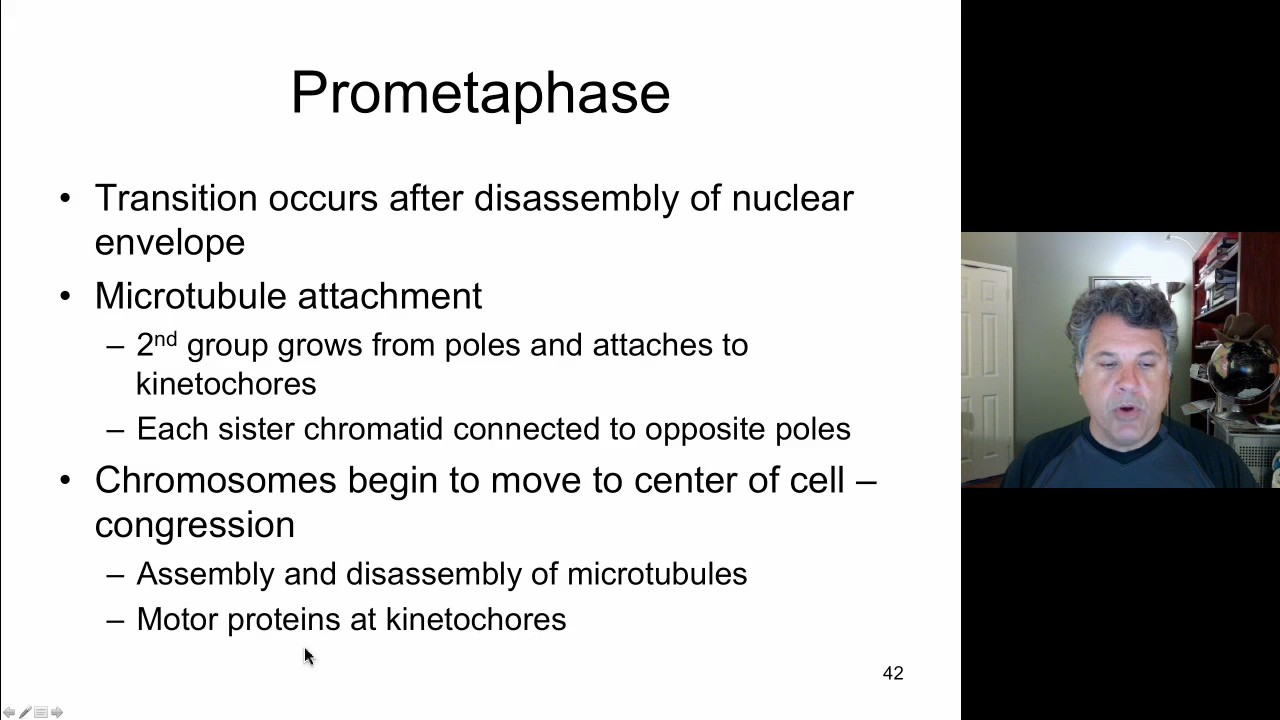 Prometaphase
• Transition occurs after disassembly of nuclear
envelope
• Microtubule attachment
– 2nd group grows from poles and attaches to
kinetochores
– Each sister chromatid connected to opposite poles
• Chromosomes begin to move to center of cell –
congression
– Assembly and disassembly of microtubules
– Motor proteins at kinetochores
42